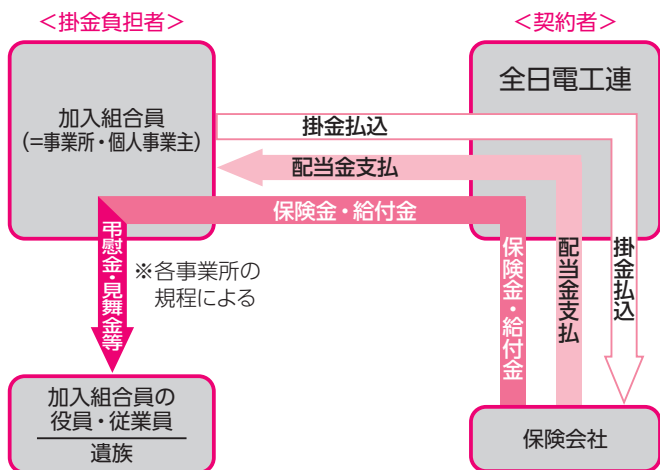 <掛金負担者>
<契約者>
加入組合員
(=事業所・個人事業主)
全日電工連
掛金払込
配当金支払
保険金・給付金
弔慰金・見舞金等
※各事業所の
規程による
保険金・給付金
配当金支払
掛金払込
加入組合員の
役員・従業員
遺族
保険会社